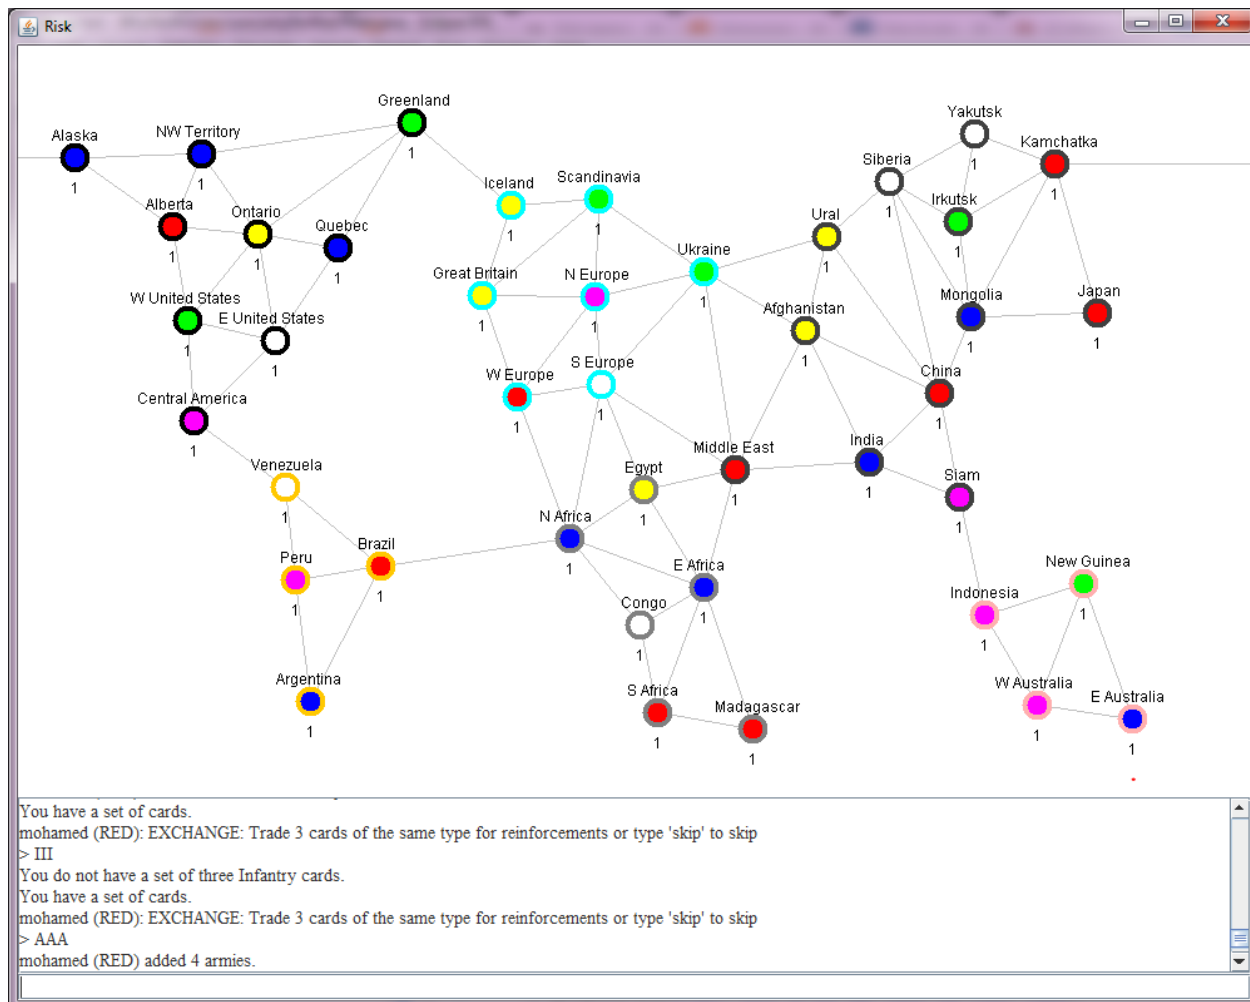 Risk
Greenland
1
Alaska
1
NW Territory
1
Yakutsk
1
Kamchatka
1
Siberia
1
Iceland
1
Scandinavia
1
Alberta
1
Ontario
1
Quebec
1
Irkutsk
1
Ural
1
Ukraine
1
Great Britain
1
N Europe
1
W United States
1
E United States
1
Afghanistan
1
Mongolia
1
Japan
1
W Europe
1
S Europe
1
China
1
Central America
1
Middle East
1
India
1
Egypt
1
Siam
1
Venezuela
1
N Africa
1
Brazil
1
Peru
1
E Africa
1
New Guinea
1
Congo
1
Indonesia
1
Argentina
1
S Africa
1
Madagascar
1
W Australia
1
E Australia
1
You have a set of cards.
mohamed (RED): EXCHANGE: Trade 3 cards of the same type for reinforcements or type 'skip' to skip
> III
You do not have a set of three Infantry cards.
You have a set of cards.
mohamed (RED): EXCHANGE: Trade 3 cards of the same type for reinforcements or type 'skip' to skip
> AAA
mohamed (RED) added 4 armies.